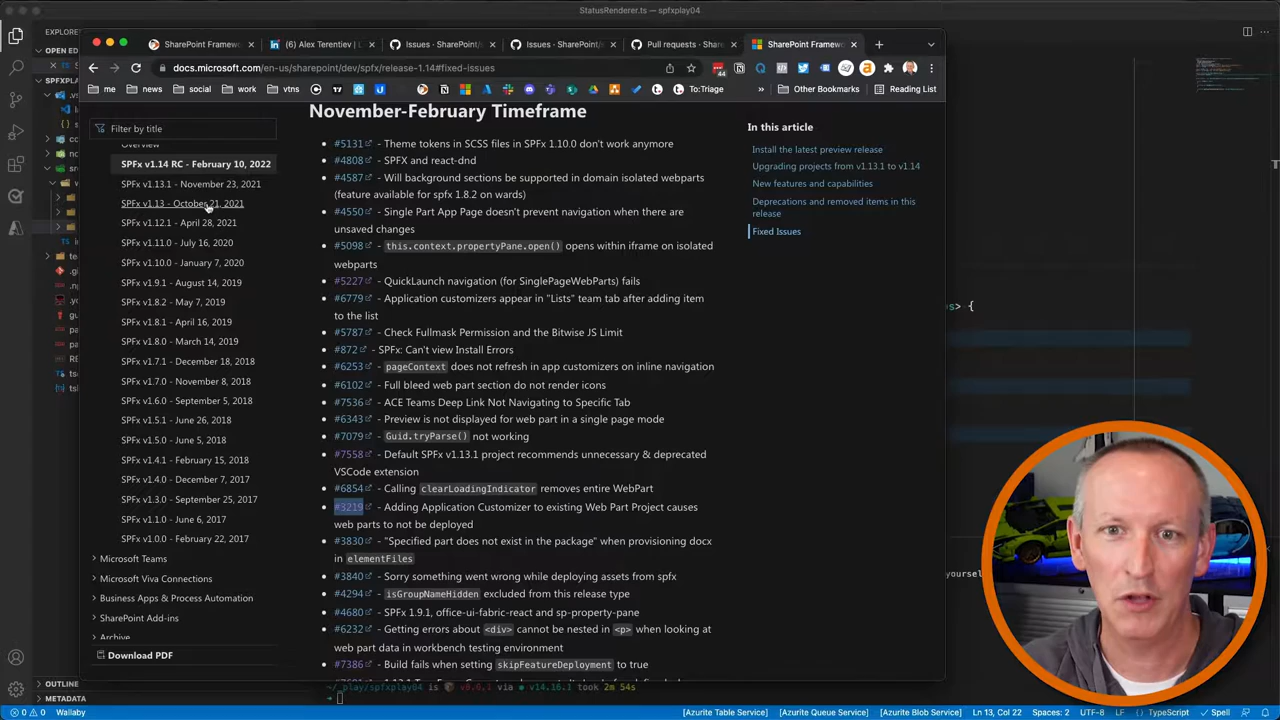 StatusRenderer.ts — spfxplay04
EXPLORE
OPEN ED
SPFXPLAY
SharePoint Framew
(6) Alex Terentiev | L
Issues · SharePoint/
Issues · SharePoint/
Pull requests · Share
SharePoint Framew
docs.microsoft.com/en-us/sharepoint/dev/spfx/release-1.14#fixed-issues
44
me
news
social
work
vtns
To:Triage
»
Other Bookmarks
Reading List
Filter by title
Overview
SPFx v1.14 RC - February 10, 2022
SPFx v1.13.1 - November 23, 2021
SPFx v1.13 - October 21, 2021
SPFx v1.12.1 - April 28, 2021
SPFx v1.11.0 - July 16, 2020
SPFx v1.10.0 - January 7, 2020
SPFx v1.9.1 - August 14, 2019
SPFx v1.8.2 - May 7, 2019
SPFx v1.8.1 - April 16, 2019
SPFx v1.8.0 - March 14, 2019
SPFx v1.7.1 - December 18, 2018
SPFx v1.7.0 - November 8, 2018
SPFx v1.6.0 - September 5, 2018
SPFx v1.5.1 - June 26, 2018
SPFx v1.5.0 - June 5, 2018
SPFx v1.4.1 - February 15, 2018
SPFx v1.4.0 - December 7, 2017
SPFx v1.3.0 - September 25, 2017
SPFx v1.1.0 - June 6, 2017
SPFx v1.0.0 - February 22, 2017
Microsoft Teams
Microsoft Viva Connections
Business Apps & Process Automation
SharePoint Add-ins
Archive
Download PDF
November-February Timeframe
#5131 - Theme tokens in SCSS files in SPFx 1.10.0 don't work anymore
#4808 - SPFX and react-dnd
#4587 - Will background sections be supported in domain isolated webparts
(feature available for spfx 1.8.2 on wards)
#4550 - Single Part App Page doesn't prevent navigation when there are
unsaved changes
#5098 - this.context.propertyPane.open() opens within iframe on isolated
webparts
#5227 - QuickLaunch navigation (for SinglePageWebParts) fails
#6779 - Application customizers appear in "Lists" team tab after adding item
to the list
#5787 - Check Fullmask Permission and the Bitwise JS Limit
#872 - SPFx: Can't view Install Errors
#6253 - pageContext does not refresh in app customizers on inline navigation
#6102 - Full bleed web part section do not render icons
#7536 - ACE Teams Deep Link Not Navigating to Specific Tab
#6343 - Preview is not displayed for web part in a single page mode
#7079 - Guid.tryParse() not working
#7558 - Default SPFx v1.13.1 project recommends unnecessary & deprecated
VSCode extension
#6854 - Calling clearLoadingIndicator removes entire WebPart
#3219 - Adding Application Customizer to existing Web Part Project causes
web parts to not be deployed
#3830 - "Specified part does not exist in the package" when provisioning docx
in elementFiles
#3840 - Sorry something went wrong while deploying assets from spfx
#4294 - isGroupNameHidden excluded from this release type
#4680 - SPFx 1.9.1, office-ui-fabric-react and sp-property-pane
#6232 - Getting errors about <div> cannot be nested in <p> when looking at
web part data in workbench testing environment
#7386 - Build fails when setting skipFeatureDeployment to true
In this article
Install the latest preview release
Upgrading projects from v1.13.1 to v1.14
New features and capabilities
Deprecations and removed items in this
release
Fixed Issues
s> {
yoursel
OUTLINE
METADATA
_play/spfxplay04 is v0.0.1 via v14.16.1 took 2m 54s
0 0 Wallaby
[Azurite Table Service]
[Azurite Queue Service]
[Azurite Blob Service]
Ln 13, Col 22
Spaces: 2
UTF-8
LF
TypeScript
Spell